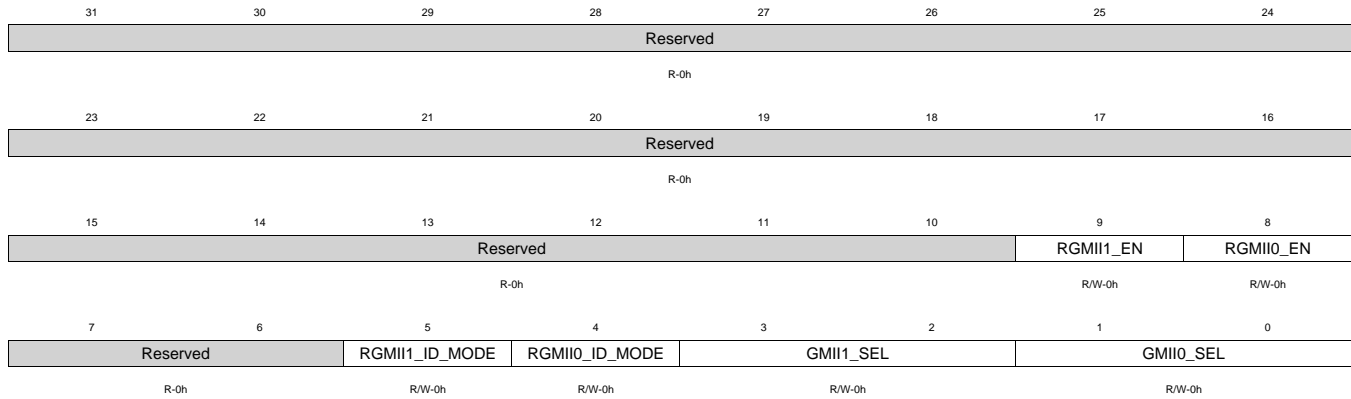 31 30 29 28 27 26 25 24
Reserved
R-0h
23 22 21 20 19 18 17 16
Reserved
R-0h
15 14 13 12 11 10 9 8
Reserved RGMII1_EN RGMII0_EN
R-0h R/W-0h R/W-0h
7 6 5 4 3 2 1 0
Reserved RGMII1_ID_MODE RGMII0_ID_MODE GMII1_SEL GMII0_SEL
R-0h R/W-0h R/W-0h R/W-0h R/W-0h